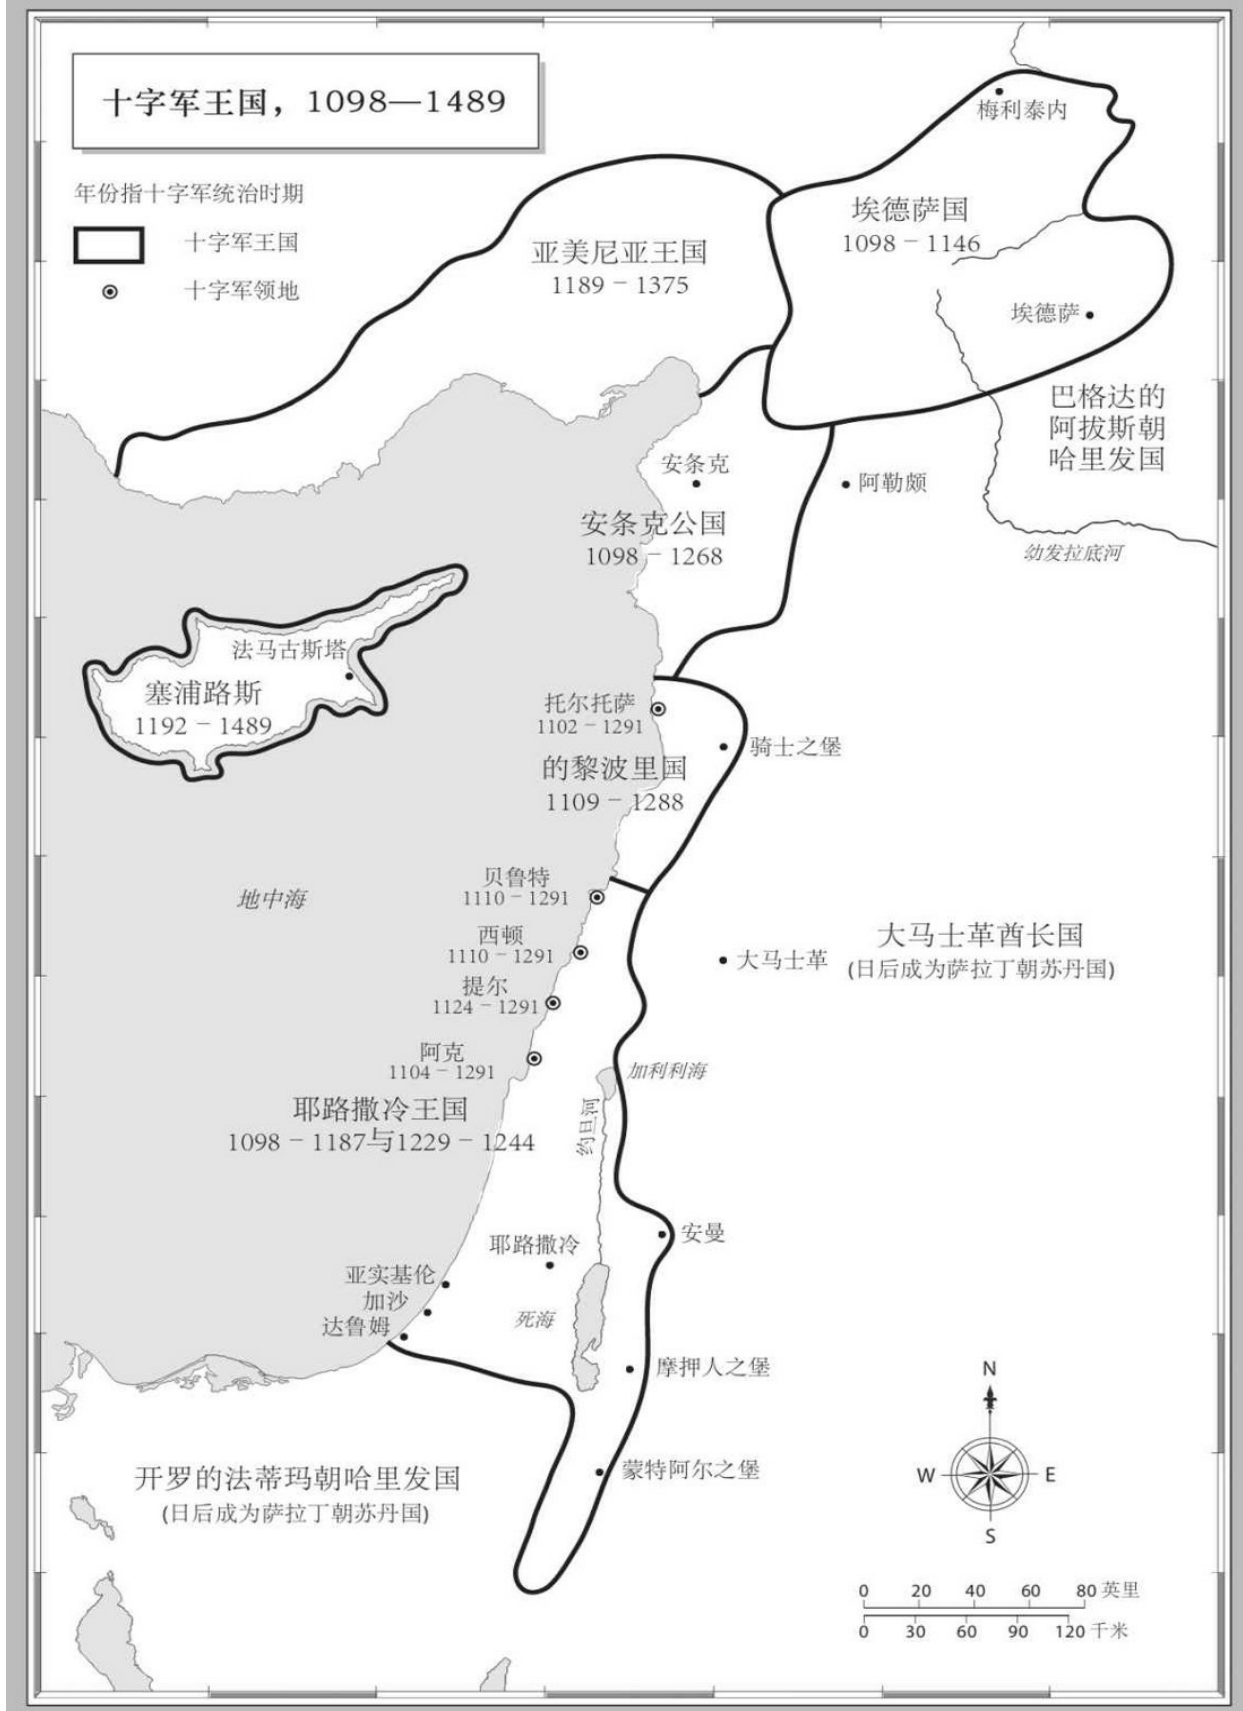 十字军王国，1098—1489
年份指十字军统治时期
十字军王国
十字军领地
梅利泰内
埃德萨国
1098－1146
亚美尼亚王国
1189－1375
埃德萨
巴格达的
阿拔斯朝
哈里发国
安条克
阿勒颇
安条克公国
1098－1268
幼发拉底河
法马古斯塔
塞浦路斯
1192－1489
托尔托萨
1102－1291
骑士之堡
的黎波里国
1109－1288
贝鲁特
1110－1291
地中海
西顿
1110－1291
大马士革酋长国
大马士革
(日后成为萨拉丁朝苏丹国)
提尔
1124－1291
阿克
1104－1291
加利利海
约旦河
耶路撒冷王国
1098－1187与1229－1244
安曼
耶路撒冷
亚实基伦
加沙
达鲁姆
死海
摩押人之堡
蒙特阿尔之堡
开罗的法蒂玛朝哈里发国
(日后成为萨拉丁朝苏丹国)
N
W E
S
0 20 40 60 80 英里
0 30 60 90 120 千米